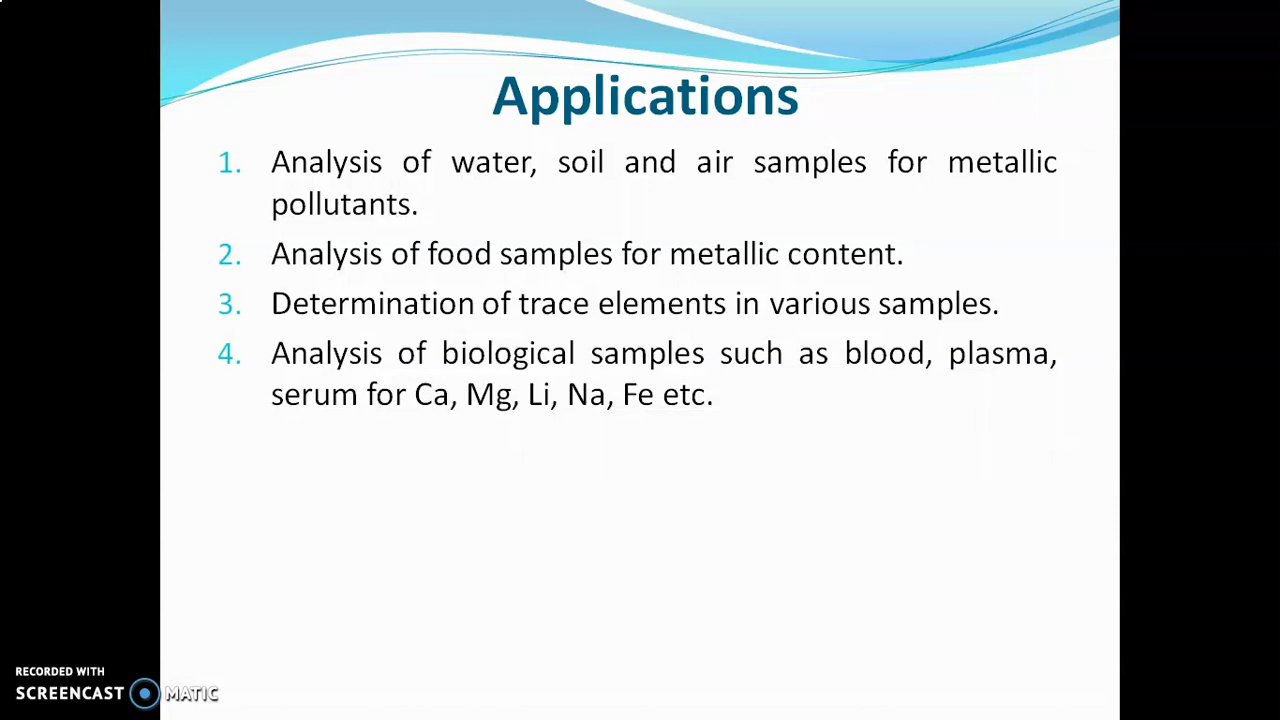 Applications
1. Analysis of water, soil and air samples for metallic
pollutants.
2. Analysis of food samples for metallic content.
3. Determination of trace elements in various samples.
4. Analysis of biological samples such as blood, plasma,
serum for Ca, Mg, Li, Na, Fe etc.
RECORDED WITH
SCREENCAST MATIC